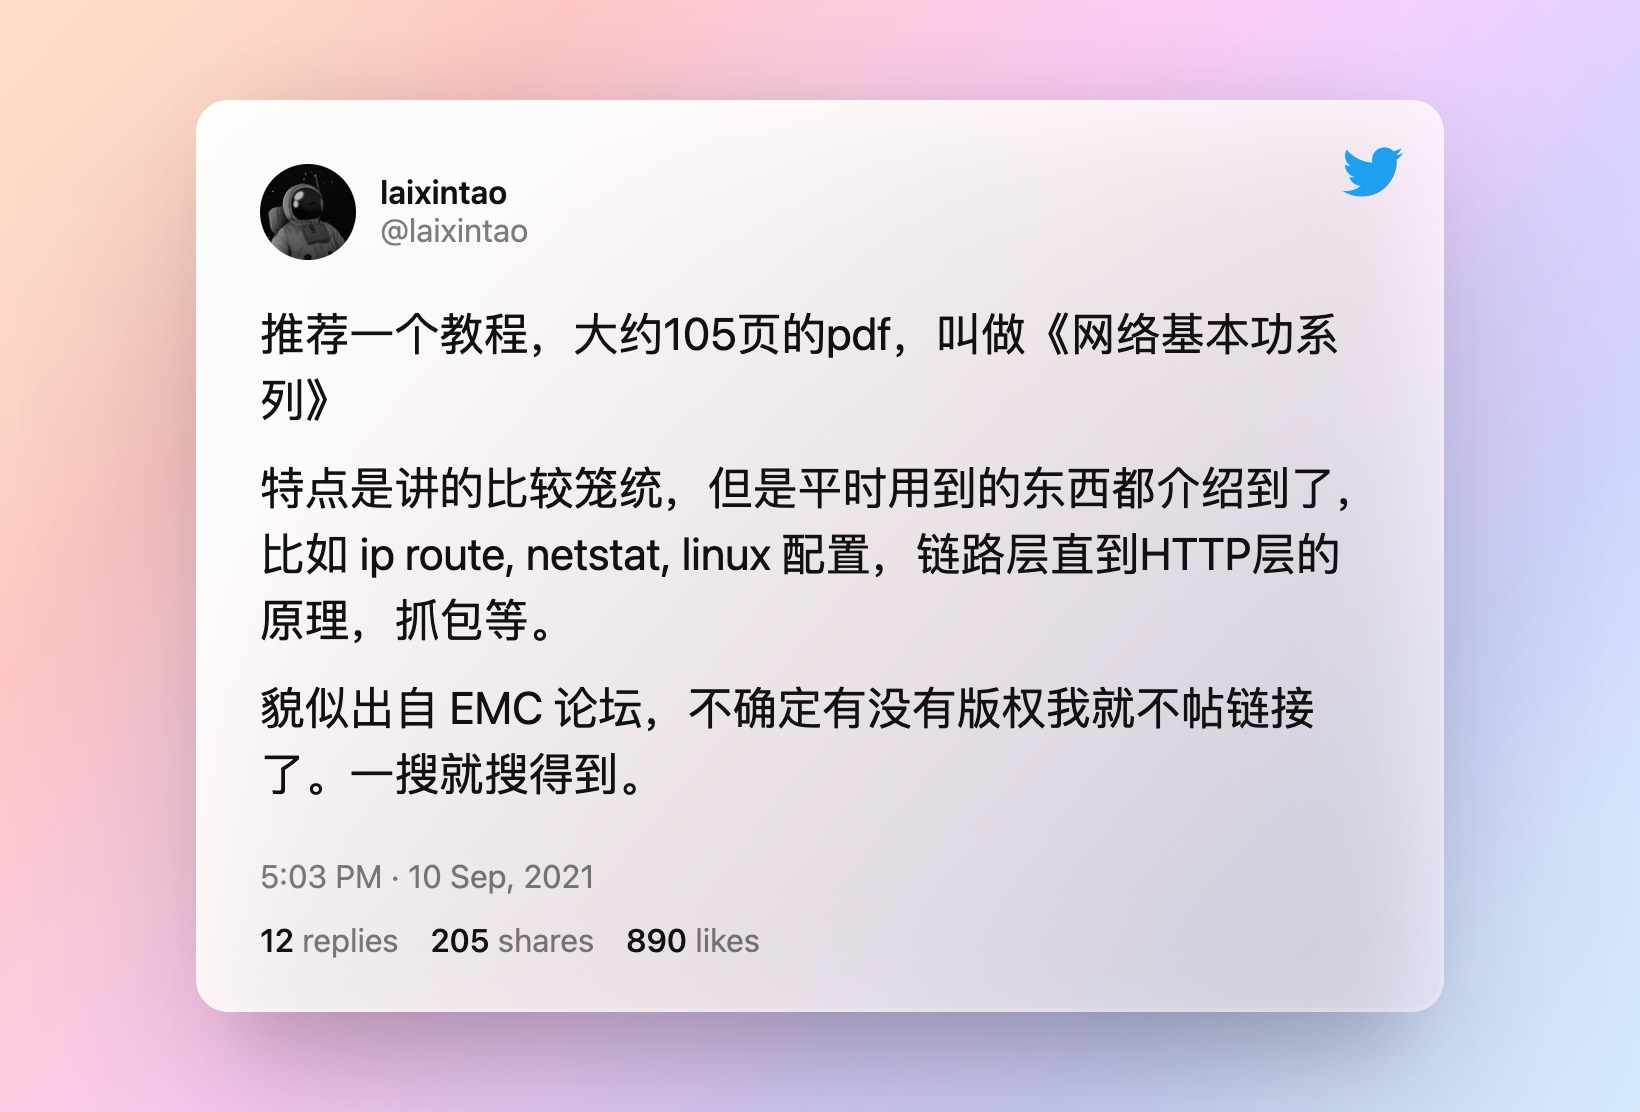 laixintao
@laixintao
推荐一个教程，大约105页的pdf，叫做《网络基本功系
列》
特点是讲的比较笼统，但是平时用到的东西都介绍到了，
比如 ip route, netstat, linux 配置，链路层直到HTTP层的
原理，抓包等。
貌似出自 EMC 论坛，不确定有没有版权我就不帖链接
了。一搜就搜得到。
5:03 PM · 10 Sep, 2021
12 replies 205 shares 890 likes